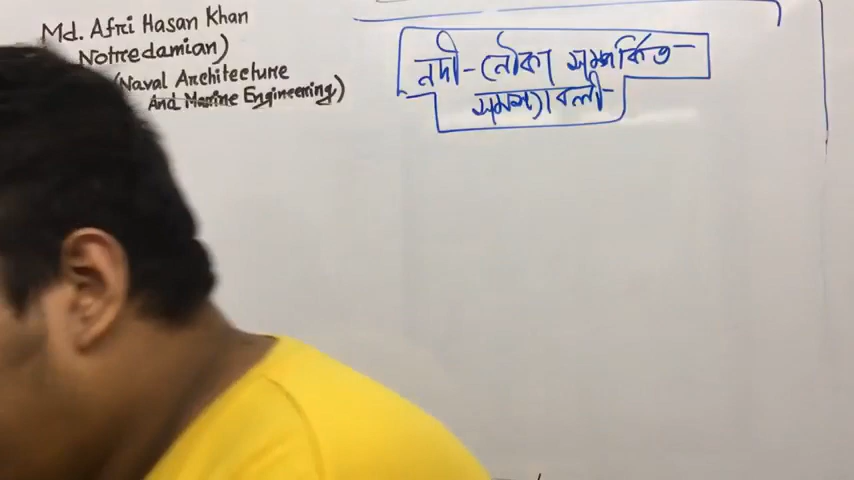 Md. Afri Hasan Khan
Notredamian)
(Naval Architecture
And Marine Engineering)
নদী-নৌকা সম্পর্কিত
সমস্যাবলী